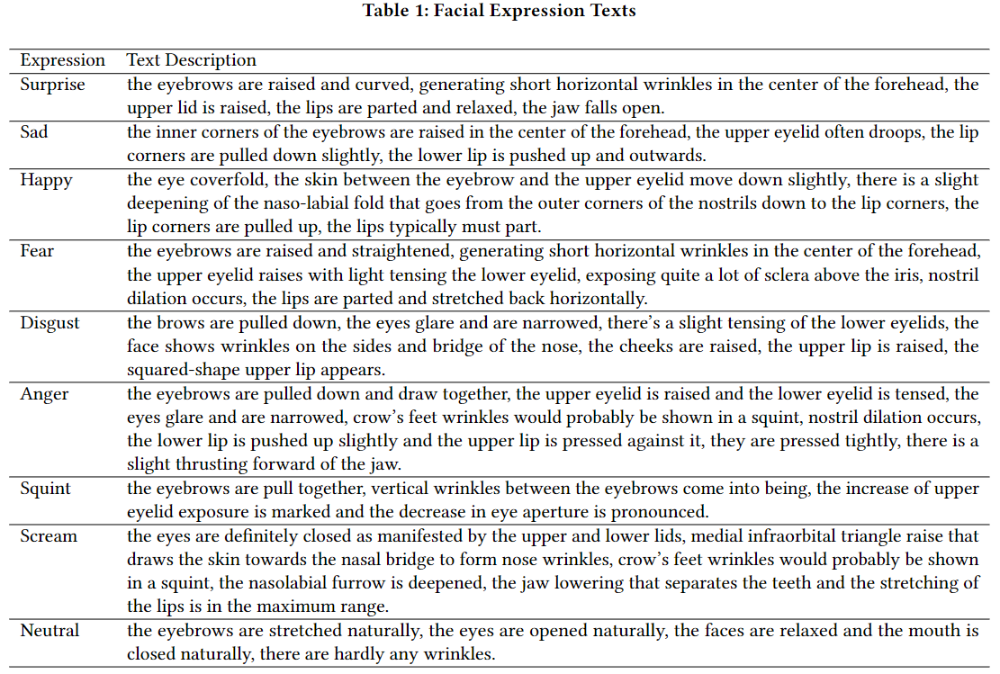 Table 1: Facial Expression Texts
Expression Text Description
Surprise the eyebrows are raised and curved, generating short horizontal wrinkles in the center of the forehead, the
upper lid is raised, the lips are parted and relaxed, the jaw falls open.
Sad the inner corners of the eyebrows are raised in the center of the forehead, the upper eyelid often droops, the lip
corners are pulled down slightly, the lower lip is pushed up and outwards.
Happy the eye coverfold, the skin between the eyebrow and the upper eyelid move down slightly, there is a slight
deepening of the naso-labial fold that goes from the outer corners of the nostrils down to the lip corners, the
lip corners are pulled up, the lips typically must part.
Fear the eyebrows are raised and straightened, generating short horizontal wrinkles in the center of the forehead,
the upper eyelid raises with light tensing the lower eyelid, exposing quite a lot of sclera above the iris, nostril
dilation occurs, the lips are parted and stretched back horizontally.
Disgust the brows are pulled down, the eyes glare and are narrowed, there's a slight tensing of the lower eyelids, the
face shows wrinkles on the sides and bridge of the nose, the cheeks are raised, the upper lip is raised, the
squared-shape upper lip appears.
Anger the eyebrows are pulled down and draw together, the upper eyelid is raised and the lower eyelid is tensed, the
eyes glare and are narrowed, crow's feet wrinkles would probably be shown in a squint, nostril dilation occurs,
the lower lip is pushed up slightly and the upper lip is pressed against it, they are pressed tightly, there is a
slight thrusting forward of the jaw.
Squint the eyebrows are pull together, vertical wrinkles between the eyebrows come into being, the increase of upper
eyelid exposure is marked and the decrease in eye aperture is pronounced.
Scream the eyes are definitely closed as manifested by the upper and lower lids, medial infraorbital triangle raise that
draws the skin towards the nasal bridge to form nose wrinkles, crow's feet wrinkles would probably be shown
in a squint, the nasolabial furrow is deepened, the jaw lowering that separates the teeth and the stretching of
the lips is in the maximum range.
Neutral the eyebrows are stretched naturally, the eyes are opened naturally, the faces are relaxed and the mouth is
closed naturally, there are hardly any wrinkles.